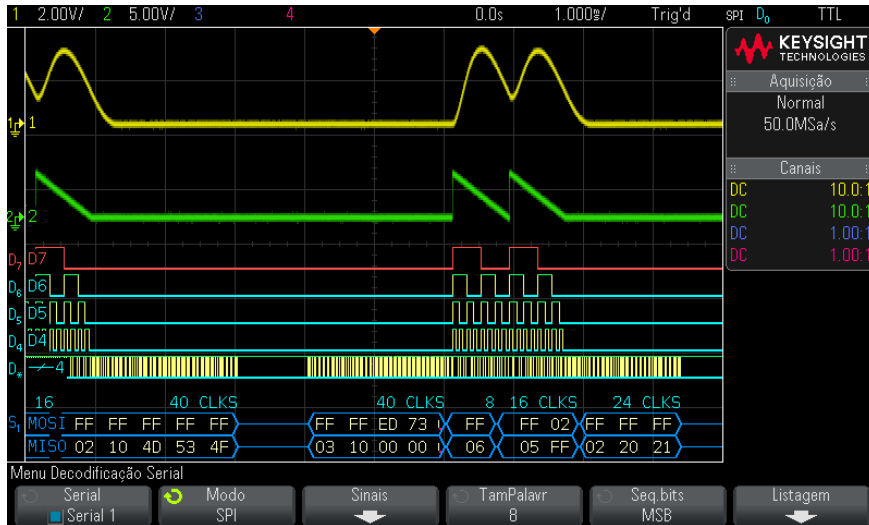 1 2.00V/ 2 5.00V/ 3 4 0.0s 1.000ms/ Trig'd SPI D0 TTL
KEYSIGHT
TECHNOLOGIES
Aquisição
Normal
50.0MSa/s
Canais
DC 10.0:1
DC 10.0:1
DC 1.00:1
DC 1.00:1
1 1
2 2
D7 D7
D6 D6
D5 D5
D4 D4
D* 4
16 40 CLKS 40 CLKS 8 16 CLKS 24 CLKS
S1 MOSI FF FF FF FF FF FF FF ED 73 FF FF 02 FF FF FF
MISO 02 10 4D 53 4F 03 10 00 00 06 05 FF 02 20 21
Menu Decodificação Serial
Serial Modo Sinais TamPalavr Seq.bits Listagem
Serial 1 SPI 8 MSB